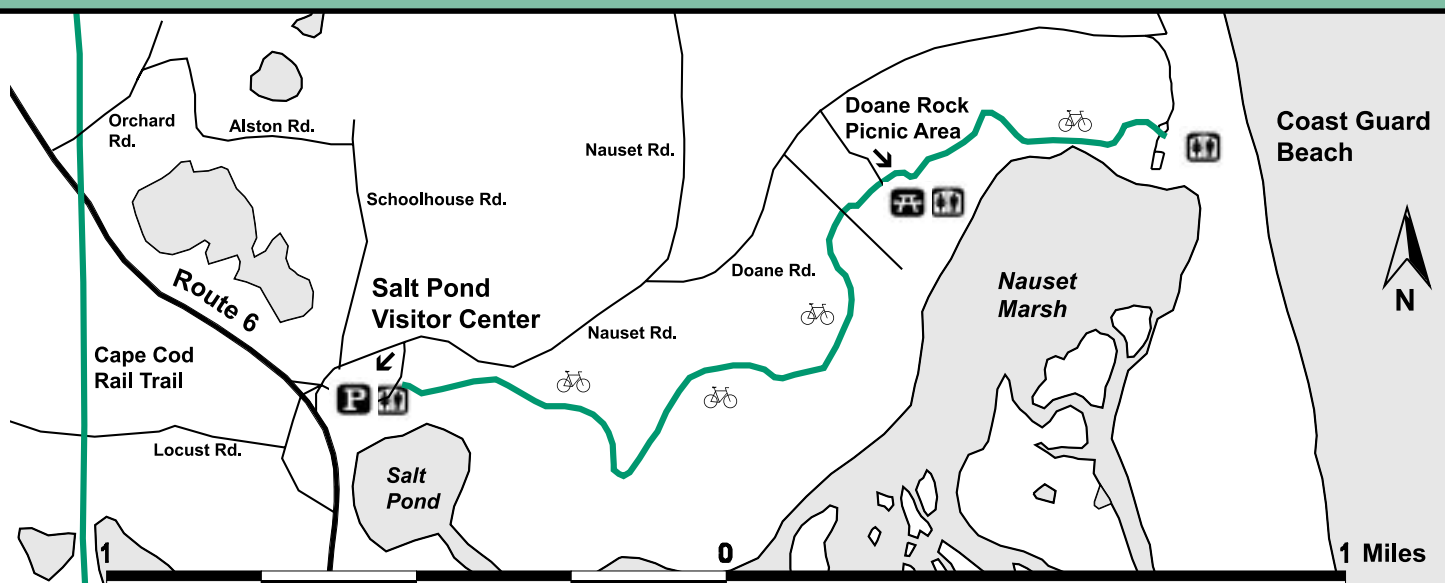 Orchard
Rd.
Alston Rd.
Nauset Rd.
Doane Rock
Picnic Area
Coast Guard
Beach
Schoolhouse Rd.
Route 6
Salt Pond
Visitor Center
Doane Rd.
Nauset
Marsh
N
Nauset Rd.
Cape Cod
Rail Trail
P
Locust Rd.
Salt
Pond
1
0
1 Miles